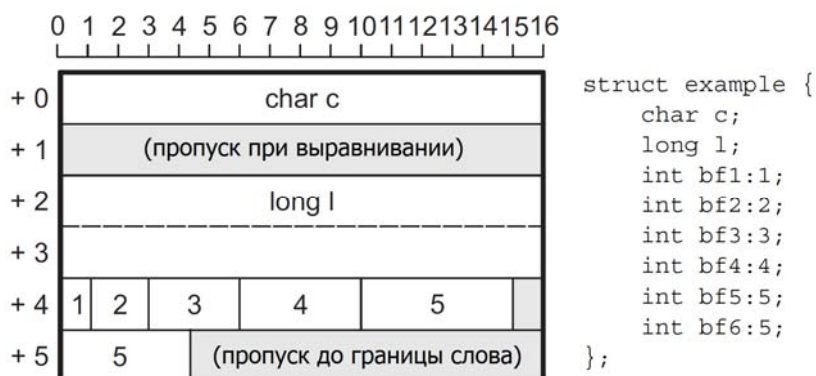 0 1 2 3 4 5 6 7 8 9 10 11 12 13 14 15 16
+ 0 char c
+ 1 (пропуск при выравнивании)
+ 2 long l
+ 3
+ 4 1 2 3 4 5
+ 5 5 (пропуск до границы слова)
struct example {
char c;
long l;
int bf1:1;
int bf2:2;
int bf3:3;
int bf4:4;
int bf5:5;
int bf6:5;
};